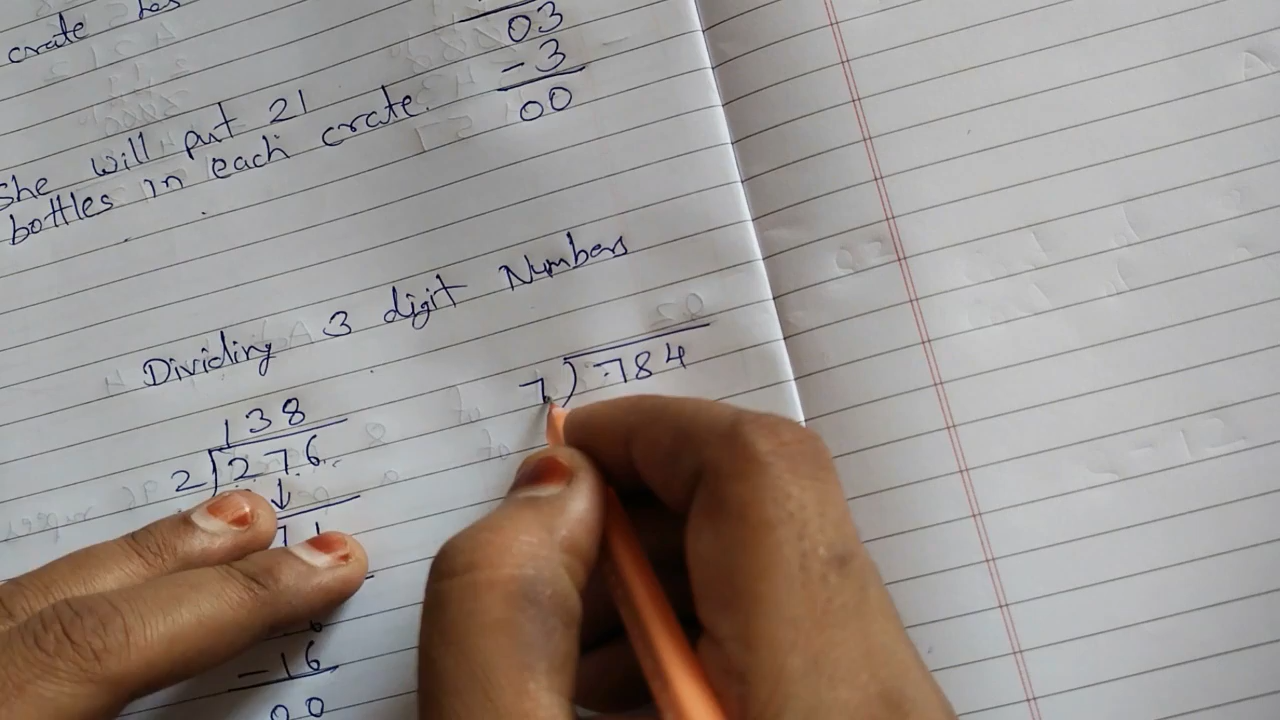 crate has
03
- 3
00
She will put 21
bottles in each crate.
Dividing 3 digit Numbers
138
2)276
- 16
00
7)784